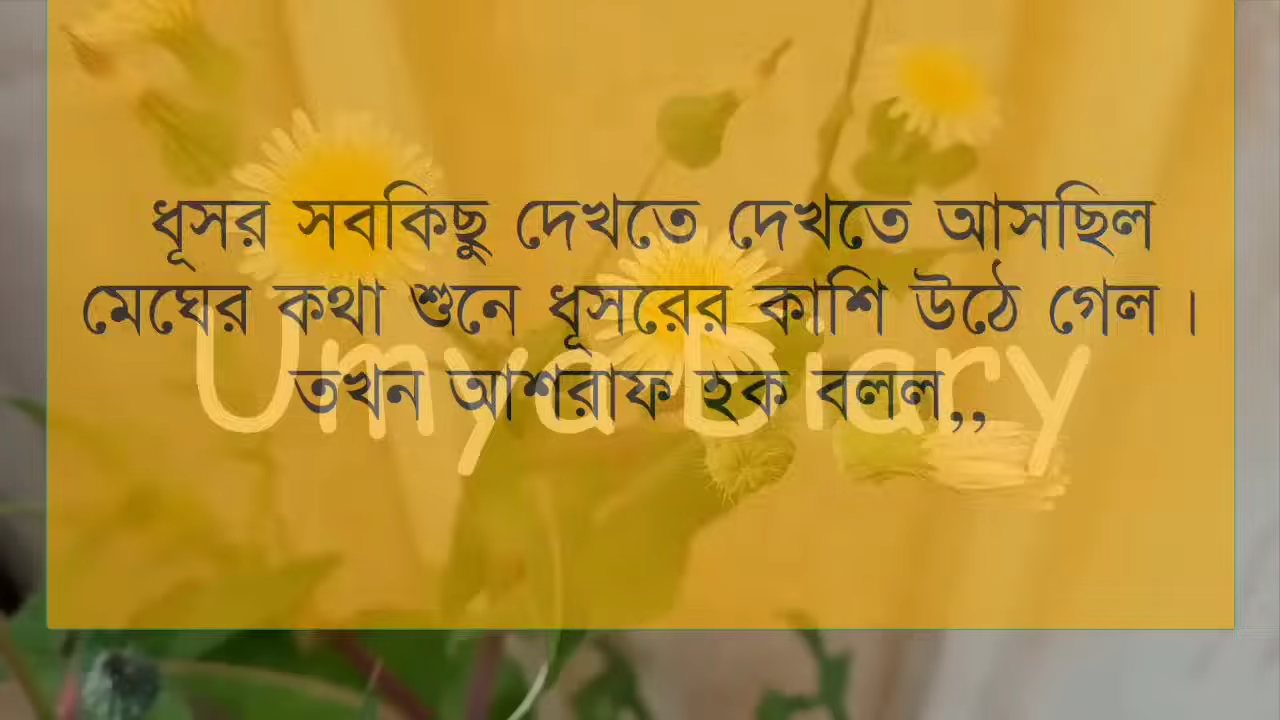 ধূসর সবকিছু দেখতে দেখতে আসছিল
মেঘের কথা শুনে ধূসরের কাশি উঠে গেল ।
তখন আশরাফ হক বলল,,
Umya Diary